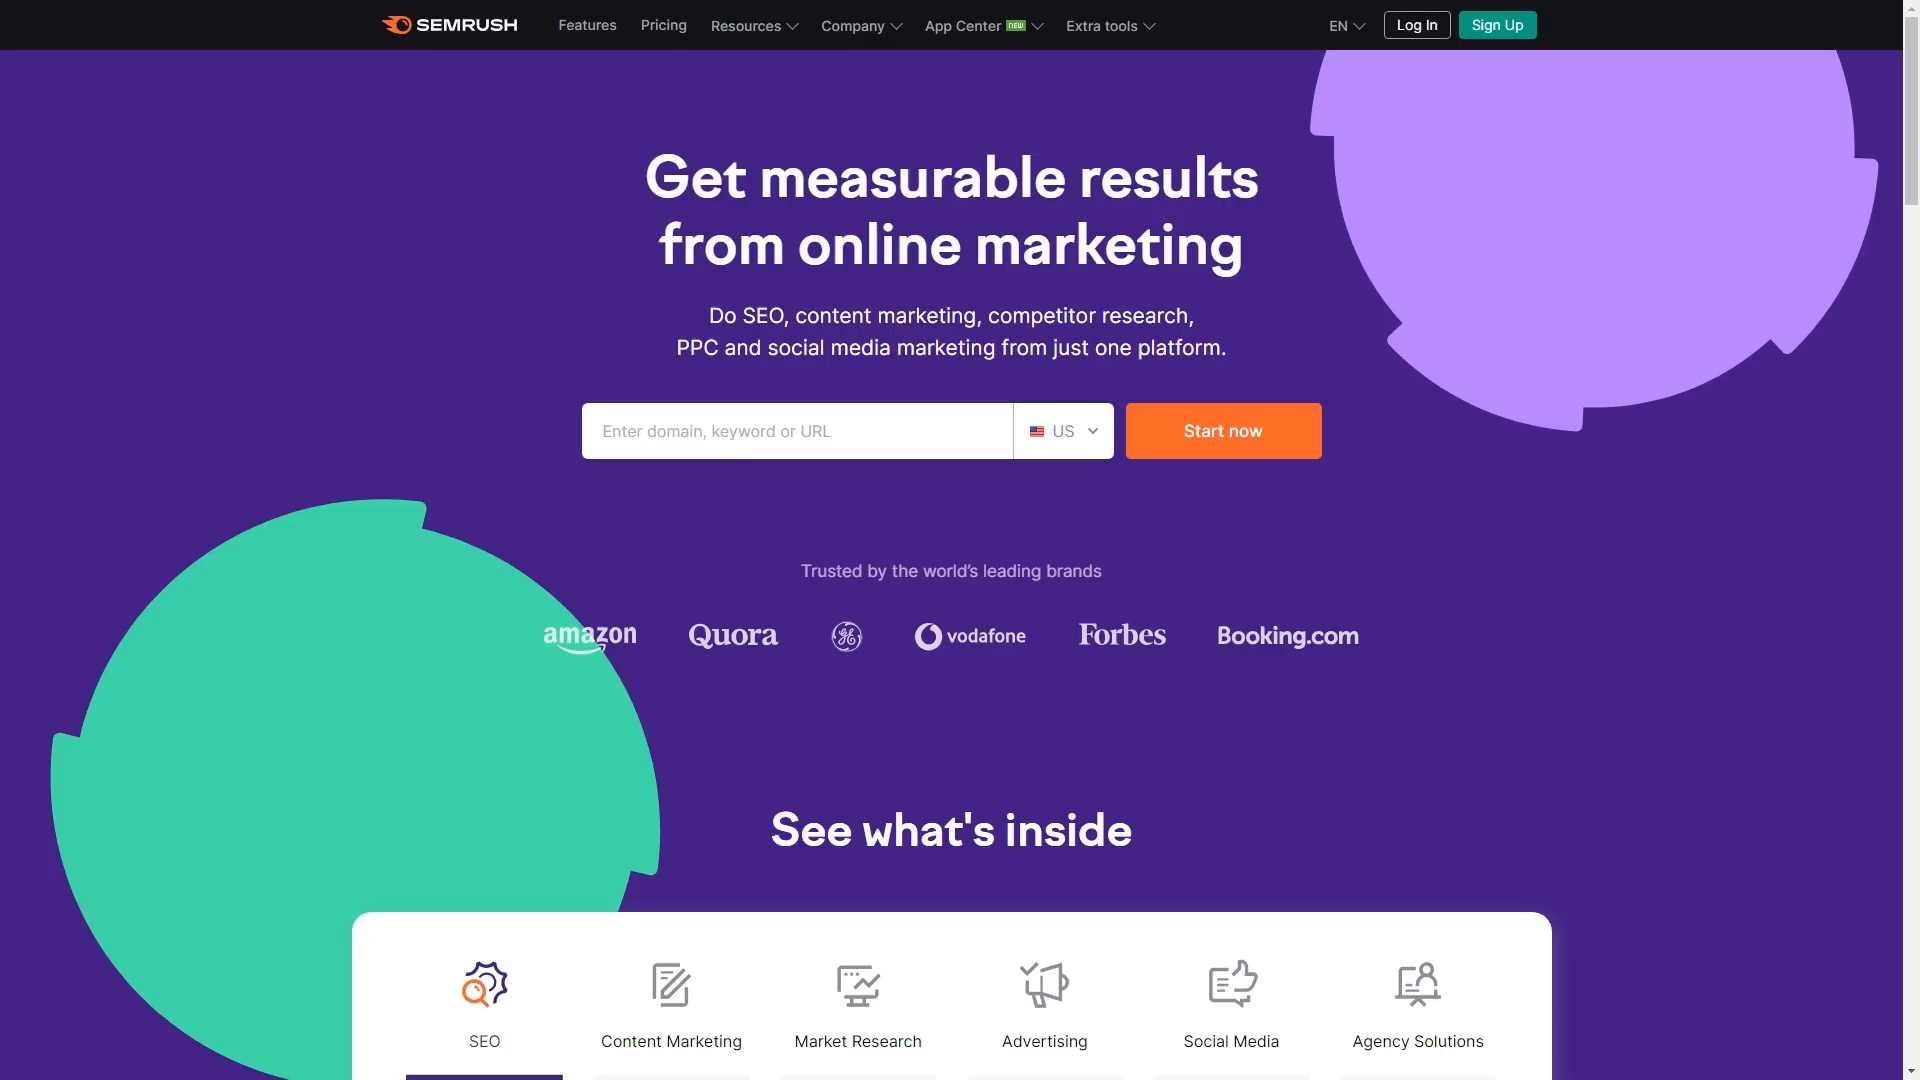 SEMRUSH
Features
Pricing
Resources
Company
App Center NEW
Extra tools
EN
Log In
Sign Up
Get measurable results
from online marketing
Do SEO, content marketing, competitor research,
PPC and social media marketing from just one platform.
Enter domain, keyword or URL
US
Start now
Trusted by the world’s leading brands
amazon
Quora
GE
vodafone
Forbes
Booking.com
See what's inside
SEO
Content Marketing
Market Research
Advertising
Social Media
Agency Solutions